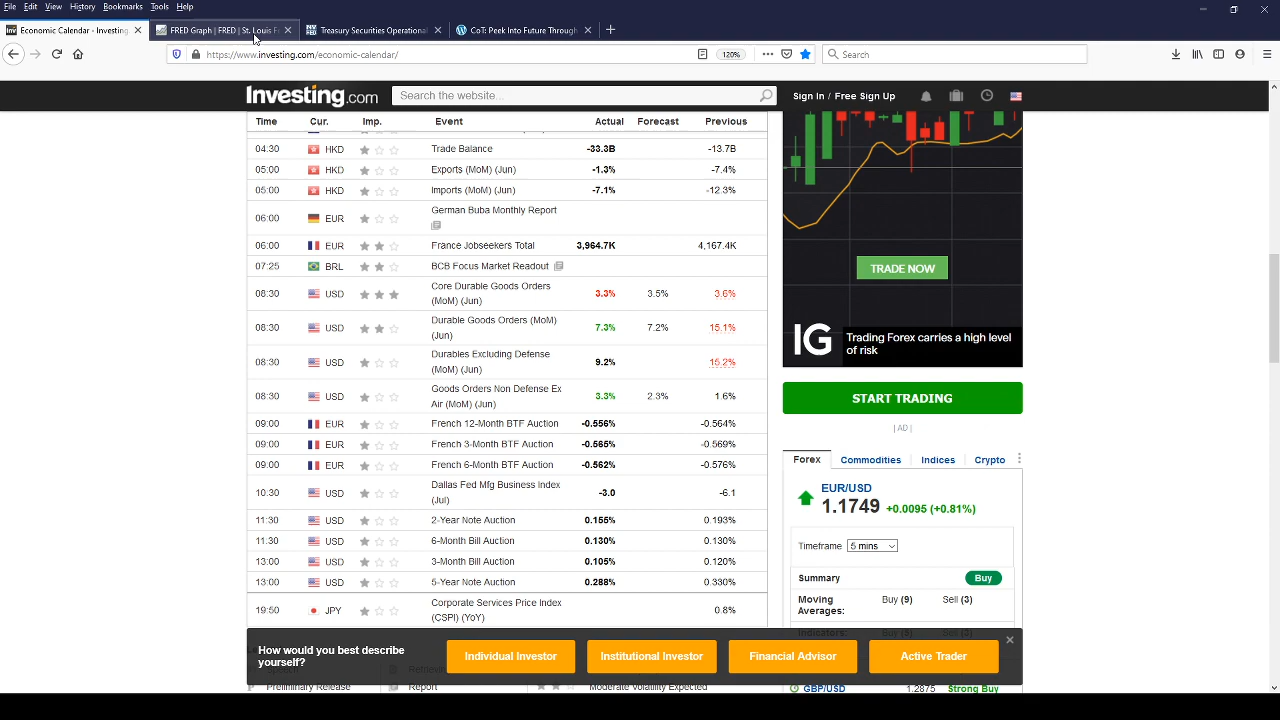 File Edit View History Bookmarks Tools Help
Economic Calendar - Investing
FRED Graph | FRED | St. Louis F
Treasury Securities Operational
CoT: Peek Into Future Through
https://www.investing.com/economic-calendar/
120%
Search
Investing.com
Search the website...
Sign In / Free Sign Up
Time Cur. Imp. Event Actual Forecast Previous
04:30 HKD Trade Balance -33.3B -13.7B
05:00 HKD Exports (MoM) (Jun) -1.3% -7.4%
05:00 HKD Imports (MoM) (Jun) -7.1% -12.3%
06:00 EUR German Buba Monthly Report
06:00 EUR France Jobseekers Total 3,964.7K 4,167.4K
07:25 BRL BCB Focus Market Readout
08:30 USD Core Durable Goods Orders
(MoM) (Jun) 3.3% 3.5% 3.6%
08:30 USD Durable Goods Orders (MoM)
(Jun) 7.3% 7.2% 15.1%
08:30 USD Durables Excluding Defense
(MoM) (Jun) 9.2% 15.2%
08:30 USD Goods Orders Non Defense Ex
Air (MoM) (Jun) 3.3% 2.3% 1.6%
09:00 EUR French 12-Month BTF Auction -0.556% -0.564%
09:00 EUR French 3-Month BTF Auction -0.565% -0.569%
09:00 EUR French 6-Month BTF Auction -0.562% -0.576%
10:30 USD Dallas Fed Mfg Business Index
(Jul) -3.0 -6.1
11:30 USD 2-Year Note Auction 0.155% 0.193%
11:30 USD 6-Month Bill Auction 0.130% 0.130%
13:00 USD 3-Month Bill Auction 0.105% 0.120%
13:00 USD 5-Year Note Auction 0.288% 0.330%
19:50 JPY Corporate Services Price Index
(CSPI) (YoY) 0.8%
TRADE NOW
IG
Trading Forex carries a high level
of risk
START TRADING
| AD |
Forex Commodities Indices Crypto
EUR/USD
1.1749 +0.0095 (+0.81%)
Timeframe 5 mins
Summary Buy
Moving
Averages: Buy (9) Sell (3)
Indicators: Buy (5) Sell (2)
How would you best describe
yourself?
Individual Investor
Institutional Investor
Financial Advisor
Active Trader
Preliminary Release
Report
Moderate Volatility Expected
GBP/USD 1.2875 Strong Buy